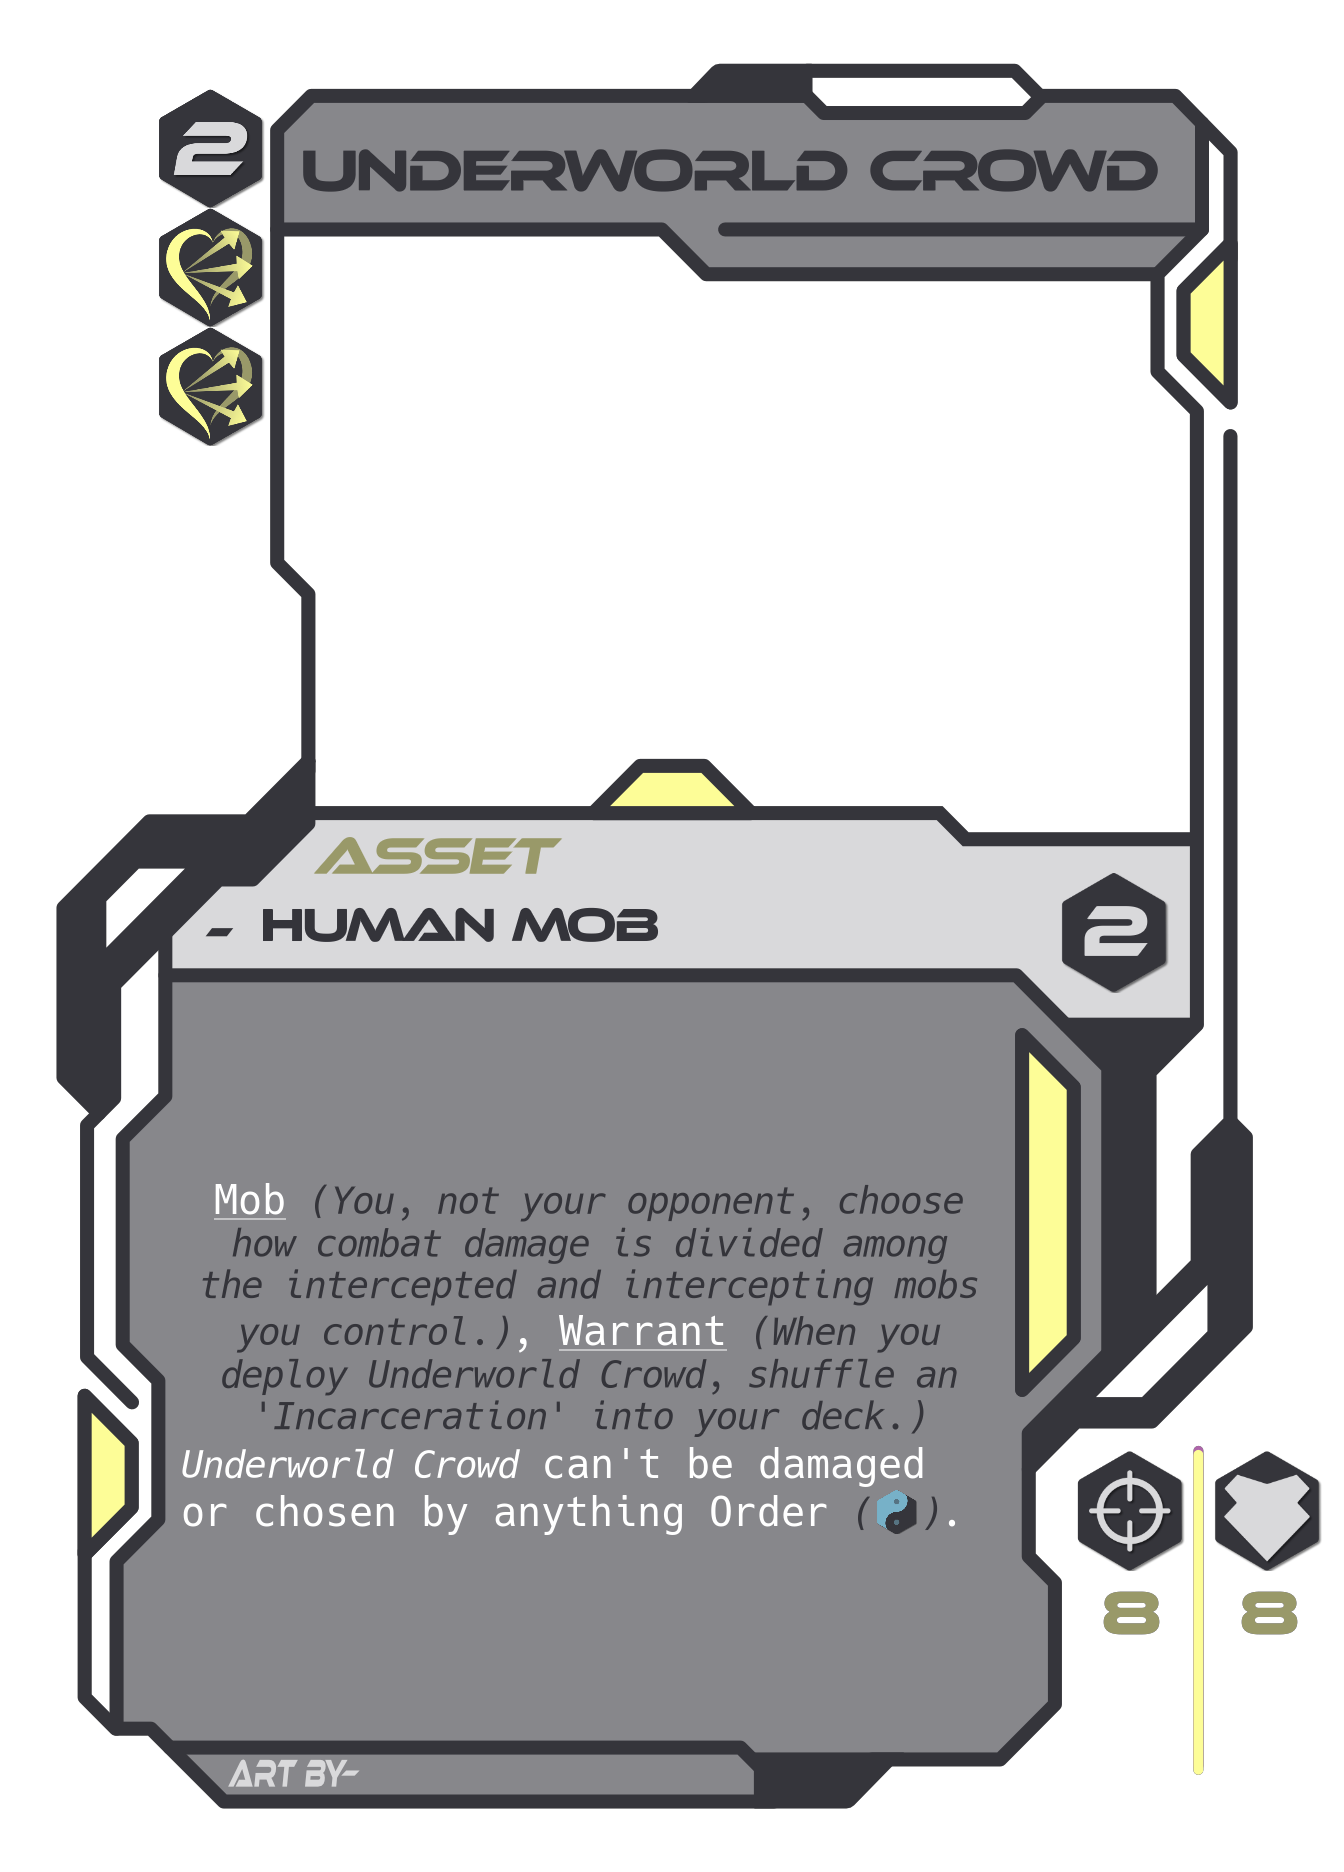 2
UNDERWORLD CROWD
ASSET
- HUMAN MOB
2
Mob (You, not your opponent, choose
how combat damage is divided among
the intercepted and intercepting mobs
you control.), Warrant (When you
deploy Underworld Crowd, shuffle an
'Incarceration' into your deck.)
Underworld Crowd can't be damaged
or chosen by anything Order ( ).
8 8
ART BY-